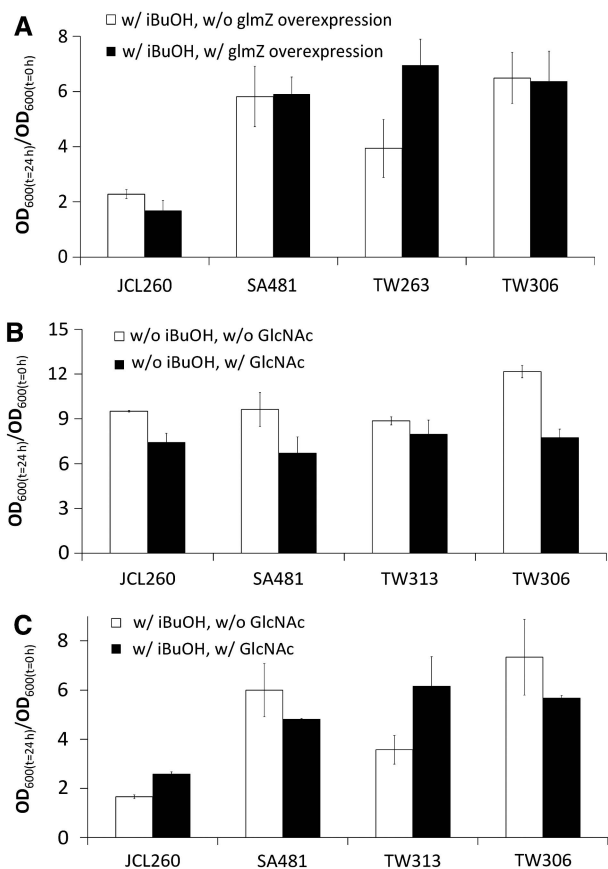 A
w/ iBuOH, w/o glmZ overexpression
w/ iBuOH, w/ glmZ overexpression
OD600(t=24 h)/OD600(t=0h)
8
6
4
2
0
JCL260 SA481 TW263 TW306
B
w/o iBuOH, w/o GlcNAc
w/o iBuOH, w/ GlcNAc
OD600(t=24 h)/OD600(t=0h)
15
12
9
6
3
0
JCL260 SA481 TW313 TW306
C
w/ iBuOH, w/o GlcNAc
w/ iBuOH, w/ GlcNAc
OD600(t=24 h)/OD600(t=0h)
8
6
4
2
0
JCL260 SA481 TW313 TW306